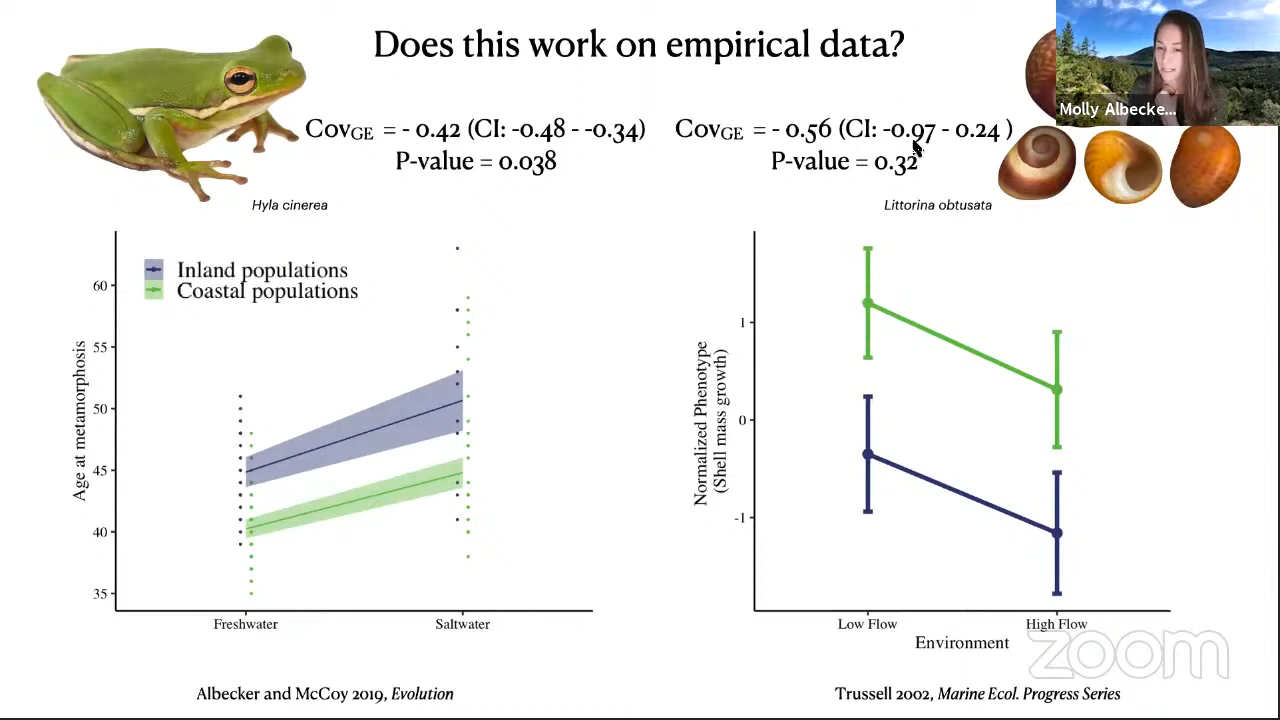 Does this work on empirical data?
Molly Albecke...
CovGE = - 0.42 (CI: -0.48 - -0.34)
P-value = 0.038
CovGE = - 0.56 (CI: -0.97 - 0.24 )
P-value = 0.32
Hyla cinerea
Littorina obtusata
Inland populations
Coastal populations
Age at metamorphosis
60
55
50
45
40
35
Freshwater
Saltwater
Normalized Phenotype
(Shell mass growth)
1
0
-1
Low Flow
High Flow
Environment
zoom
Albecker and McCoy 2019, Evolution
Trussell 2002, Marine Ecol. Progress Series